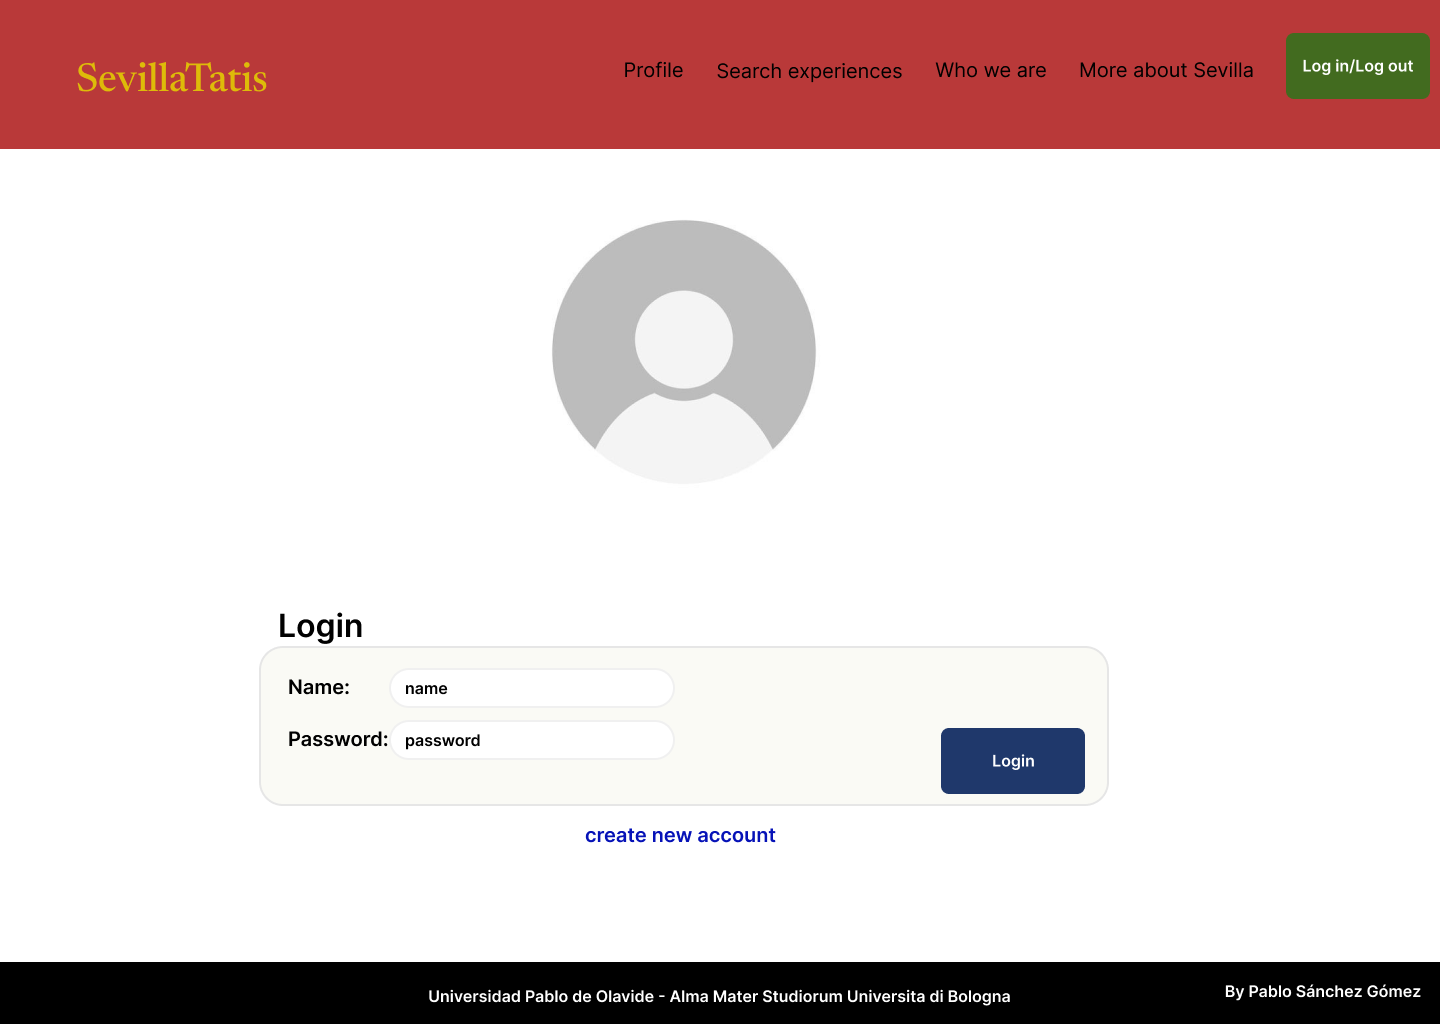 SevillaTatis
Profile
Search experiences
Who we are
More about Sevilla
Log in/Log out
Login
Name:
name
Password:
password
Login
create new account
Universidad Pablo de Olavide - Alma Mater Studiorum Universita di Bologna
By Pablo Sánchez Gómez